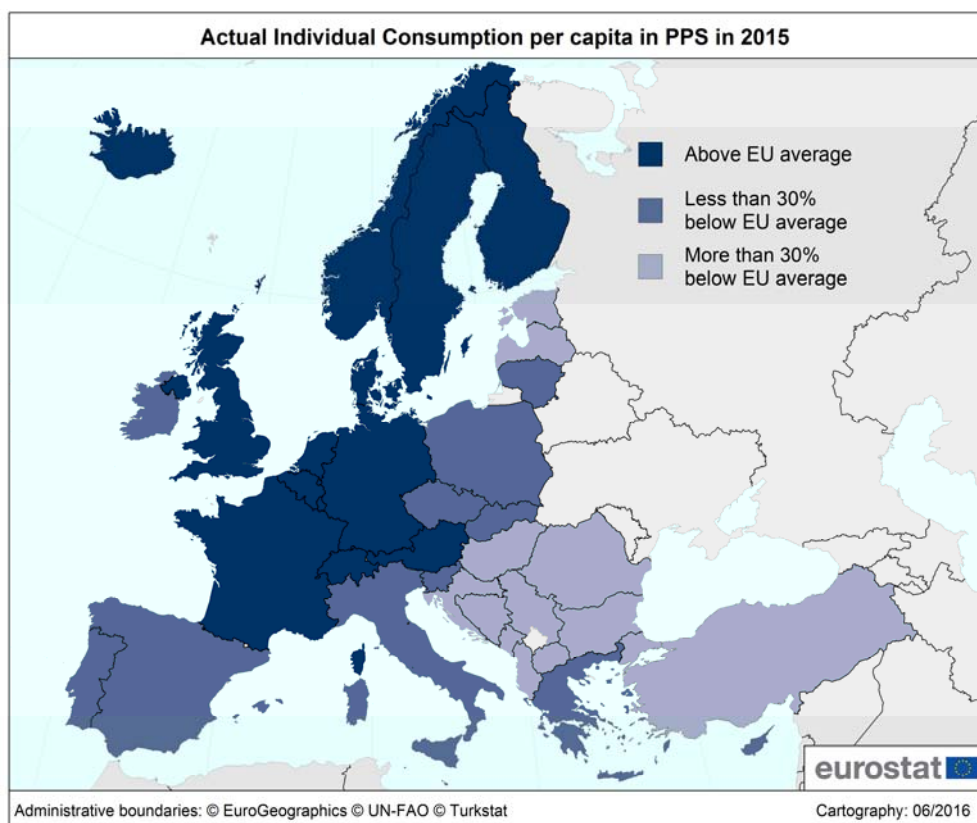 Actual Individual Consumption per capita in PPS in 2015
Above EU average
Less than 30%
below EU average
More than 30%
below EU average
eurostat
Administrative boundaries: © EuroGeographics © UN-FAO © Turkstat
Cartography: 06/2016